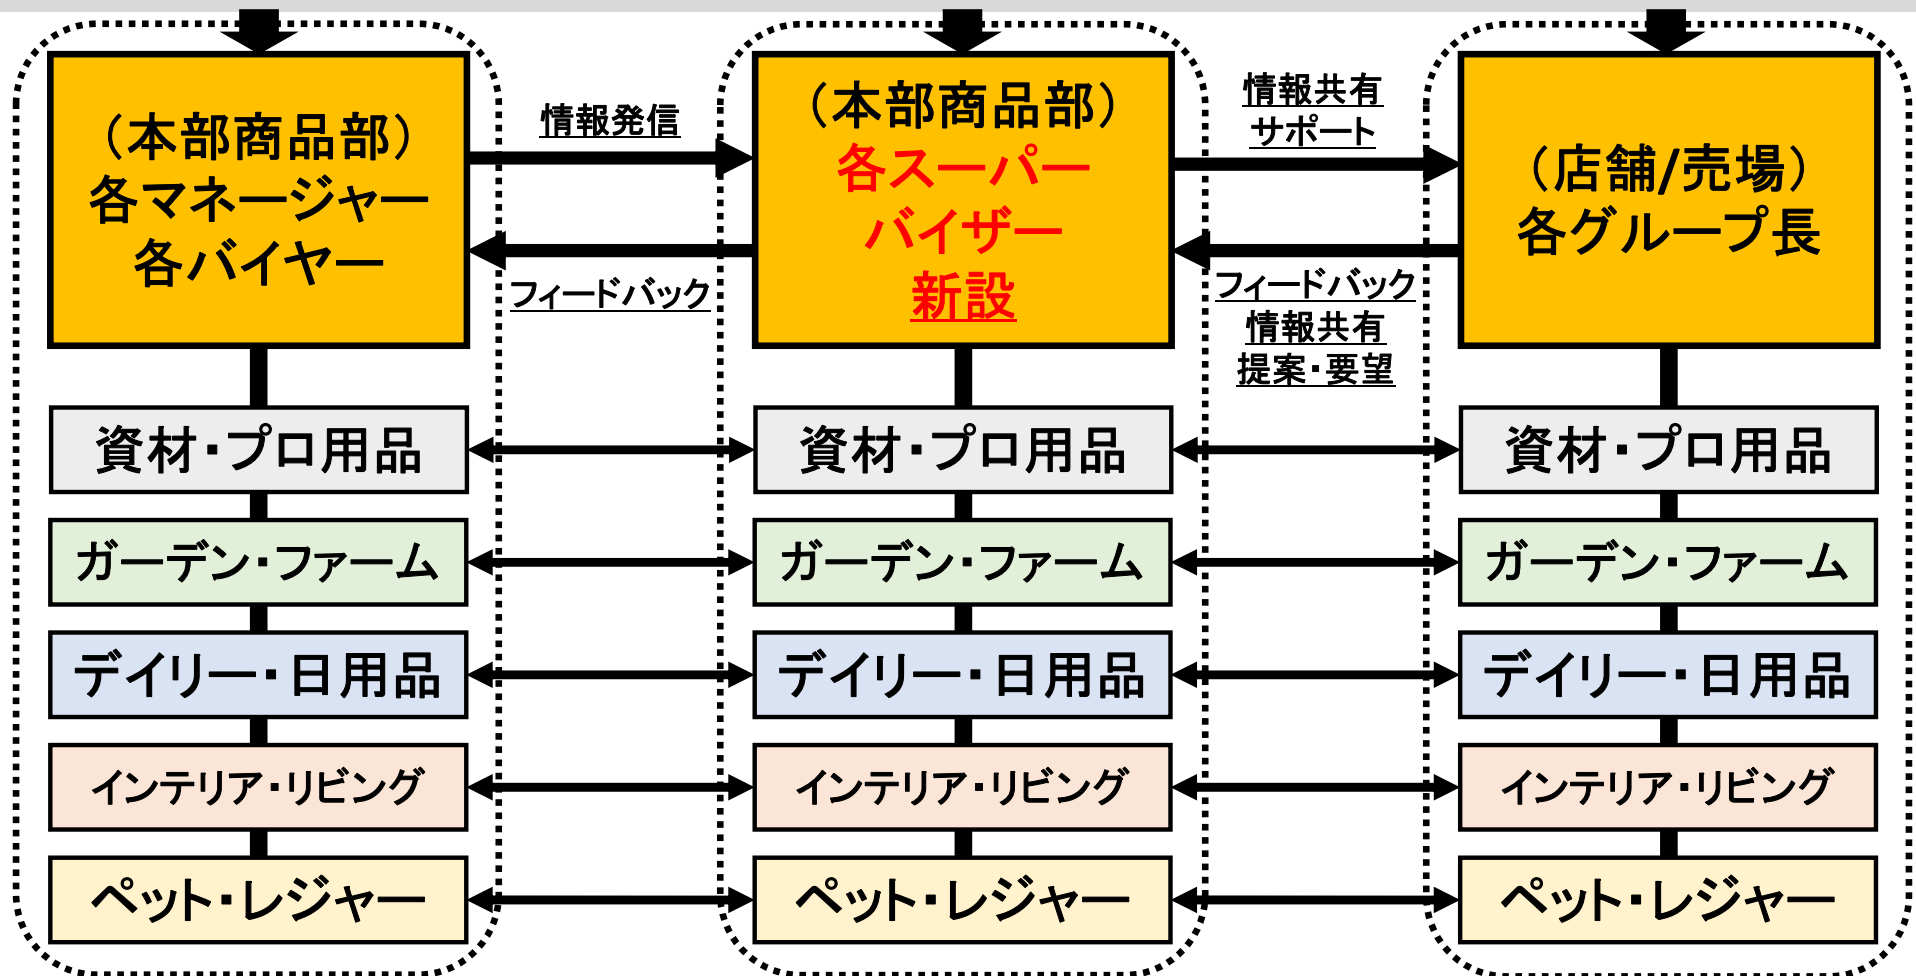 （本部商品部）
各マネージャー
各バイヤー
情報発信
フィードバック
（本部商品部）
各スーパー
バイザー
新設
情報共有
サポート
フィードバック
情報共有
提案・要望
（店舗/売場）
各グループ長
資材・プロ用品
資材・プロ用品
資材・プロ用品
ガーデン・ファーム
ガーデン・ファーム
ガーデン・ファーム
デイリー・日用品
デイリー・日用品
デイリー・日用品
インテリア・リビング
インテリア・リビング
インテリア・リビング
ペット・レジャー
ペット・レジャー
ペット・レジャー